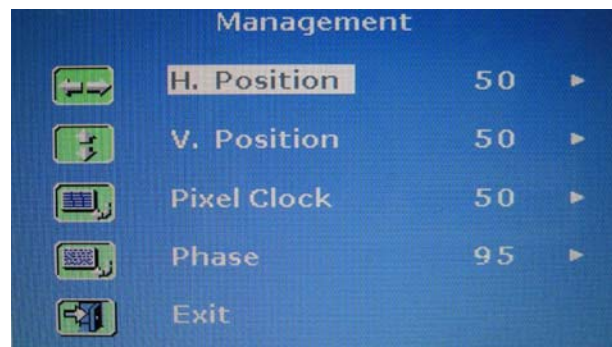 Management
H. Position 50
V. Position 50
Pixel Clock 50
Phase 95
Exit